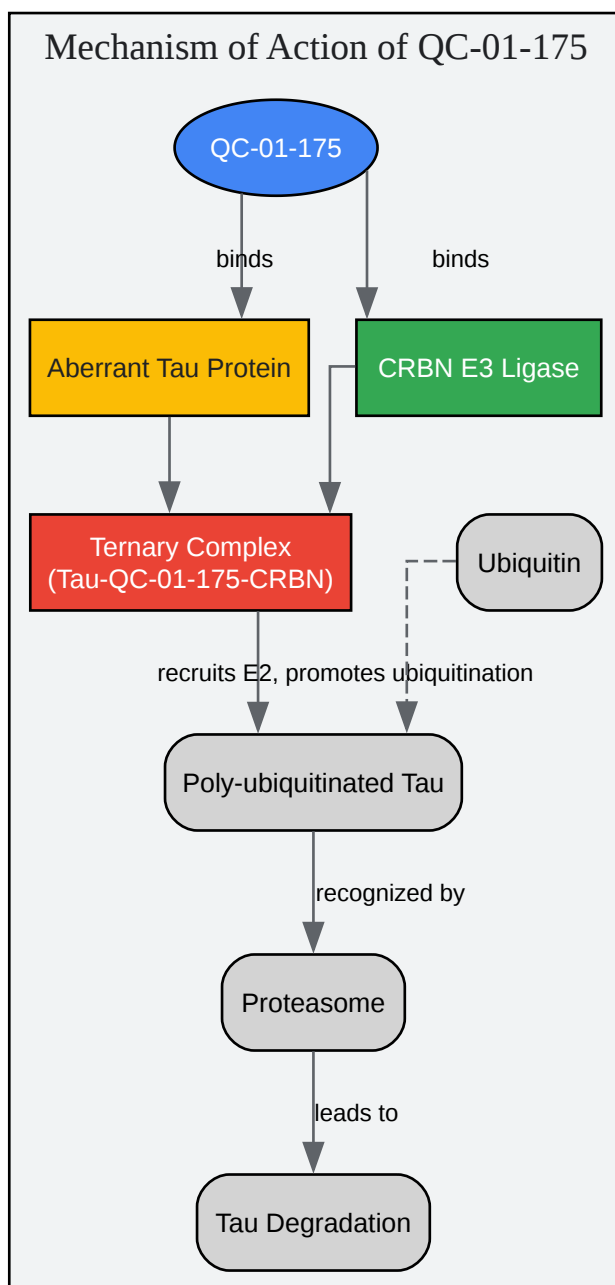 Mechanism of Action of QC-01-175
QC-01-175
binds
binds
Aberrant Tau Protein
CRBN E3 Ligase
Ternary Complex
(Tau-QC-01-175-CRBN)
Ubiquitin
recruits E2, promotes ubiquitination
Poly-ubiquitinated Tau
recognized by
Proteasome
leads to
Tau Degradation